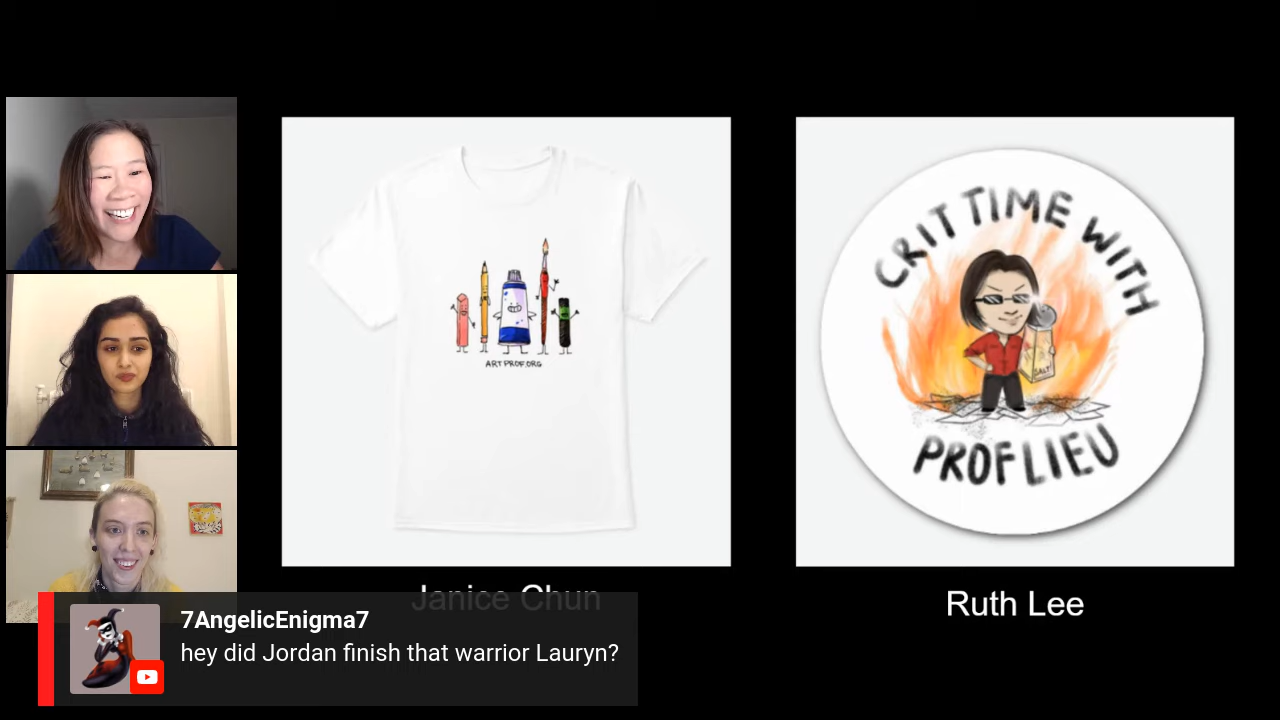 CRIT TIME WITH
SALT
PROF LIEU
ARTPROF.ORG
Janice Chun
Ruth Lee
7AngelicEnigma7
hey did Jordan finish that warrior Lauryn?